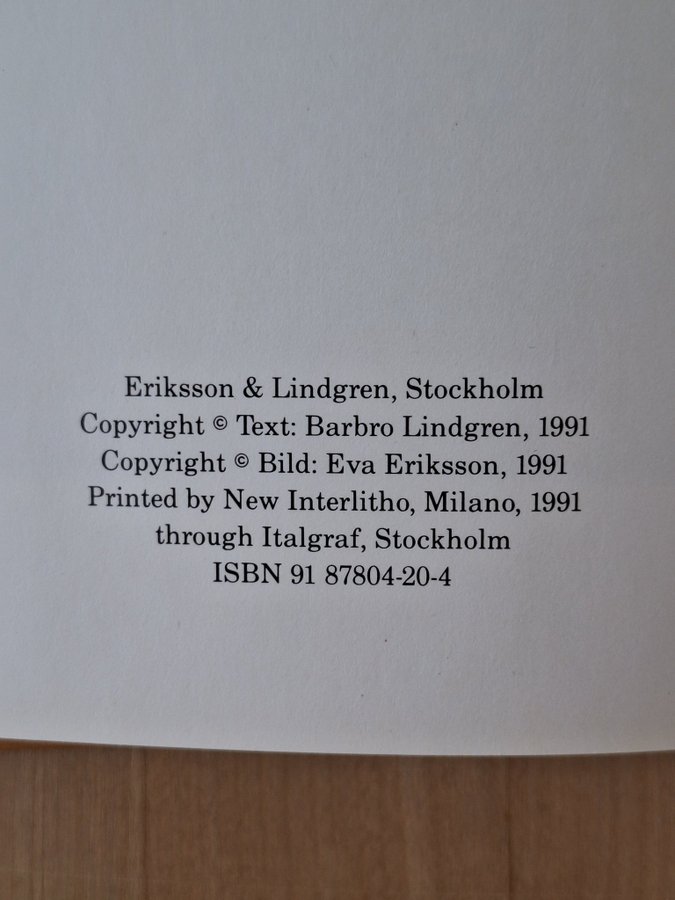 Eriksson & Lindgren, Stockholm
Copyright © Text: Barbro Lindgren, 1991
Copyright © Bild: Eva Eriksson, 1991
Printed by New Interlitho, Milano, 1991
through Italgraf, Stockholm
ISBN 91 87804-20-4